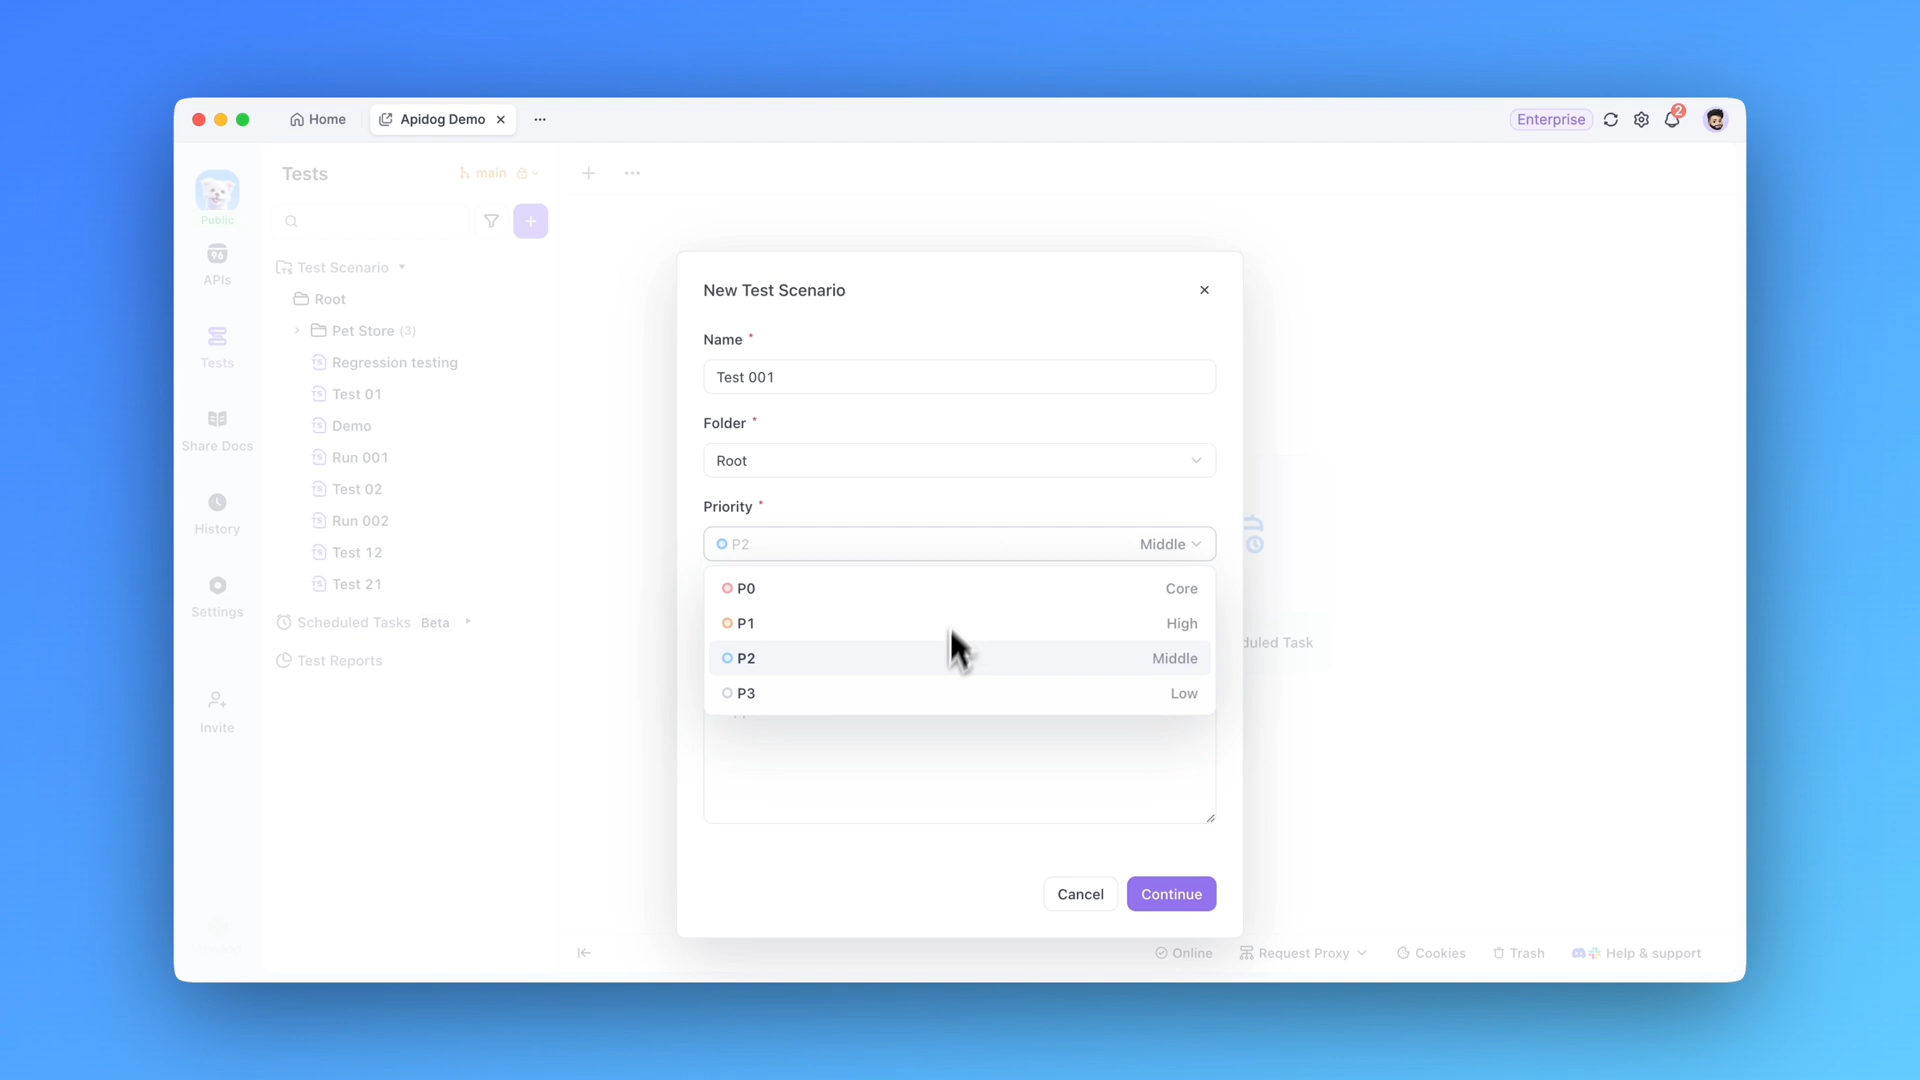 Home
Apidog Demo
Enterprise
2
Tests
main
Public
96
APIs
Tests
Share Docs
History
Settings
Invite
Test Scenario
Root
Pet Store (3)
Regression testing
Test 01
Demo
Run 001
Test 02
Run 002
Test 12
Test 21
Scheduled Tasks Beta
Test Reports
New Test Scenario
Name *
Test 001
Folder *
Root
Priority *
P2 Middle
P0 Core
P1 High
P2 Middle
P3 Low
duled Task
Cancel
Continue
Online
Request Proxy
Cookies
Trash
Help & support